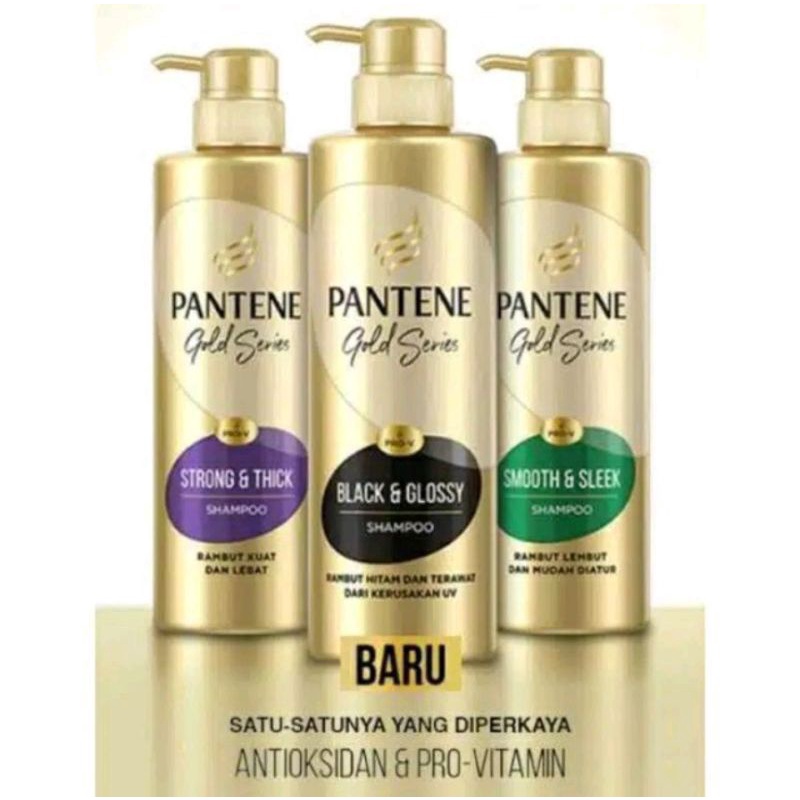 PANTENE
Gold Series
PRO-V
STRONG & THICK
SHAMPOO
RAMBUT KUAT
DAN LEBAT
PANTENE
Gold Series
PRO-V
BLACK & GLOSSY
SHAMPOO
RAMBUT HITAM DAN TERAWAT
DARI KERUSAKAN UV
PANTENE
Gold Series
PRO-V
SMOOTH & SLEEK
SHAMPOO
RAMBUT LEMBUT
DAN MUDAH DIATUR
BARU
SATU-SATUNYA YANG DIPERKAYA
ANTIOKSIDAN & PRO-VITAMIN